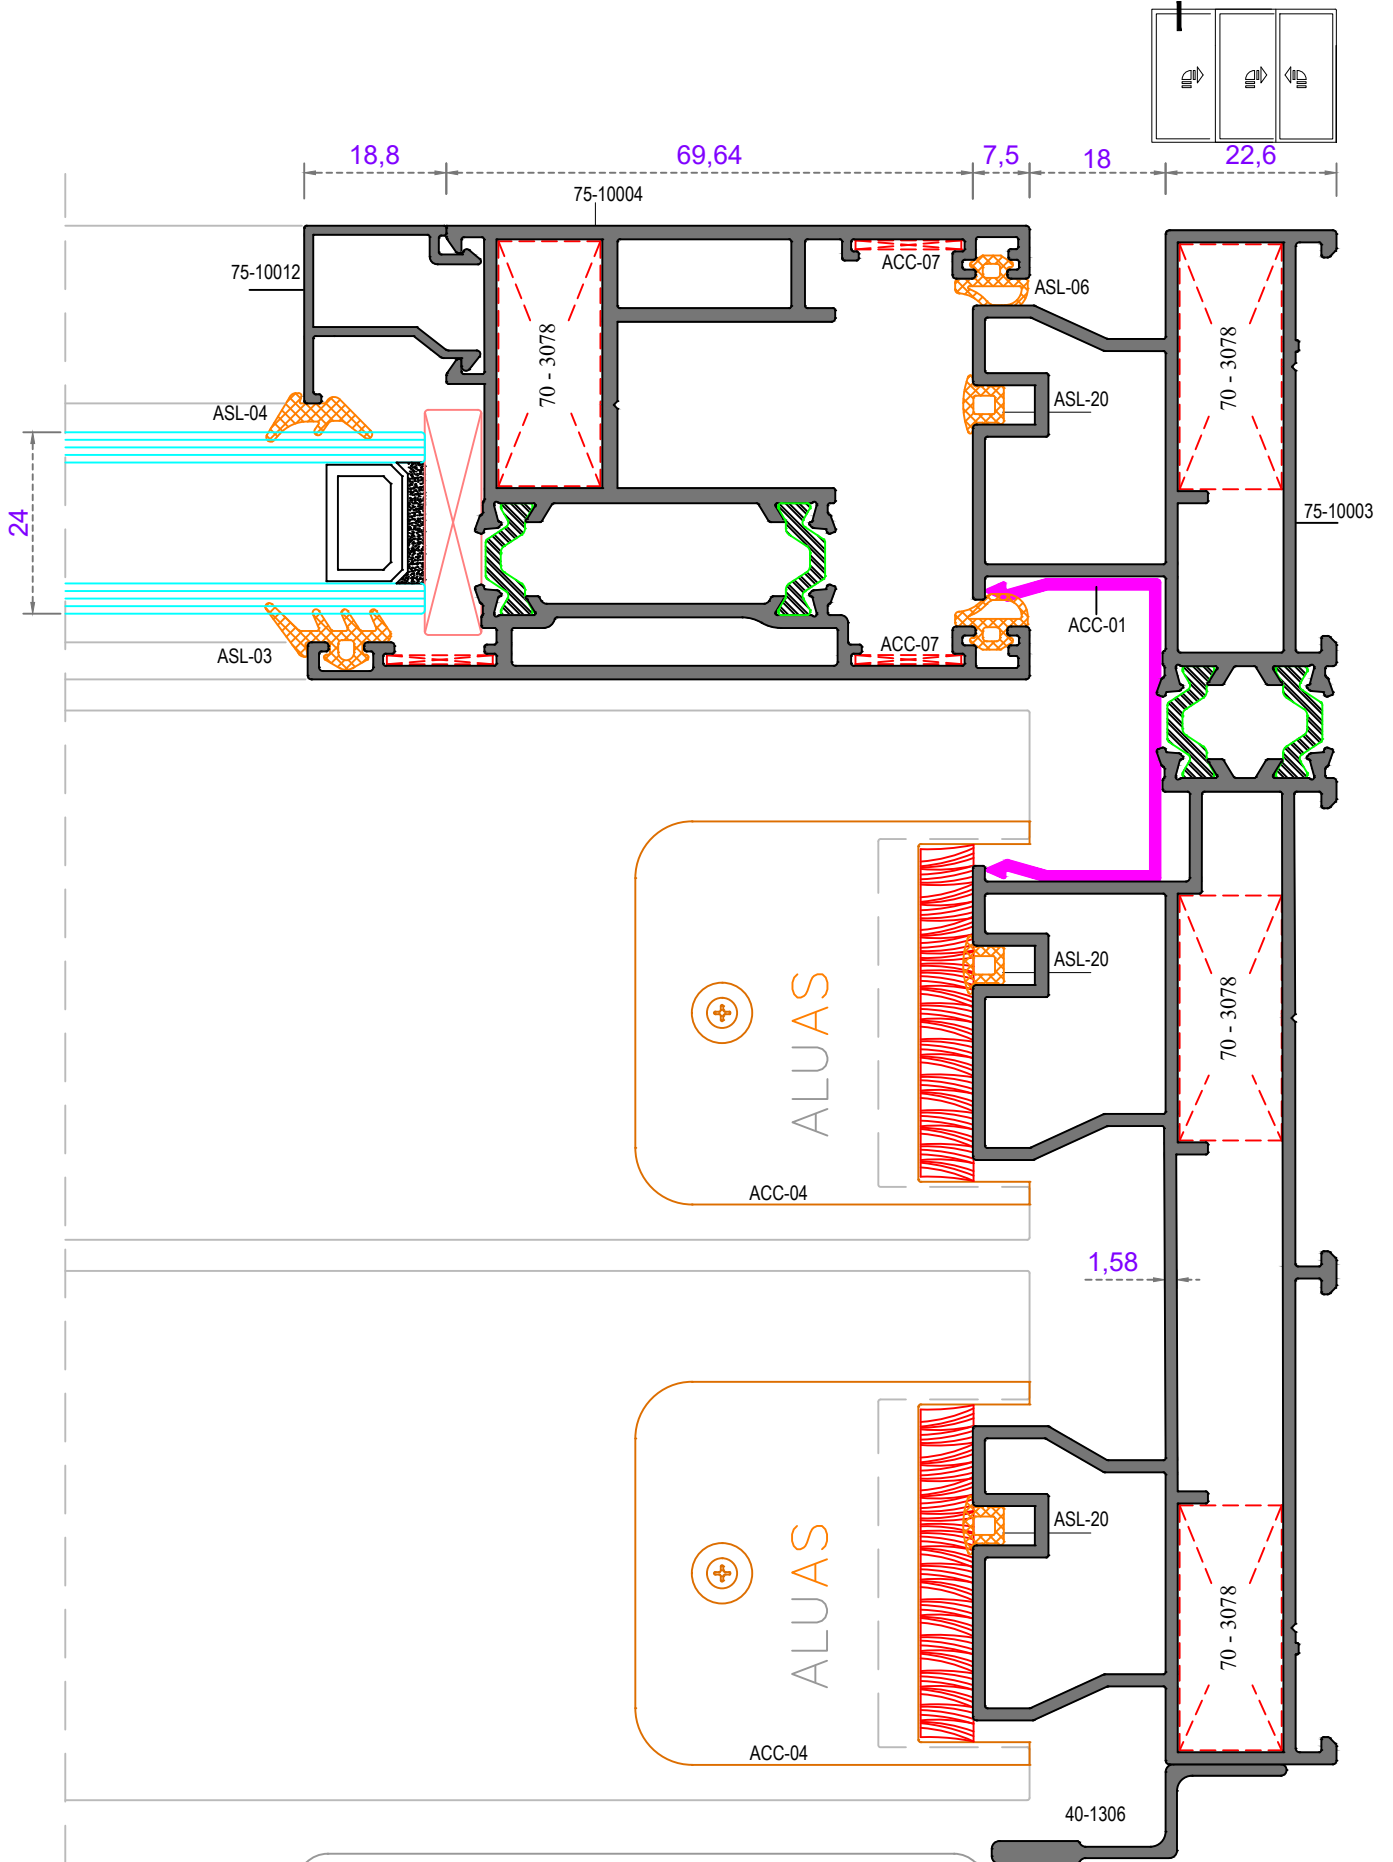 18,8
69,64
7,5
18
22,6
75-10004
75-10012
ACC-07
ASL-06
70 - 3078
70 - 3078
ASL-04
ASL-20
24
75-10003
ACC-01
ASL-03
ACC-07
ASL-20
ALUAS
70 - 3078
ACC-04
1,58
ASL-20
ALUAS
70 - 3078
ACC-04
40-1306